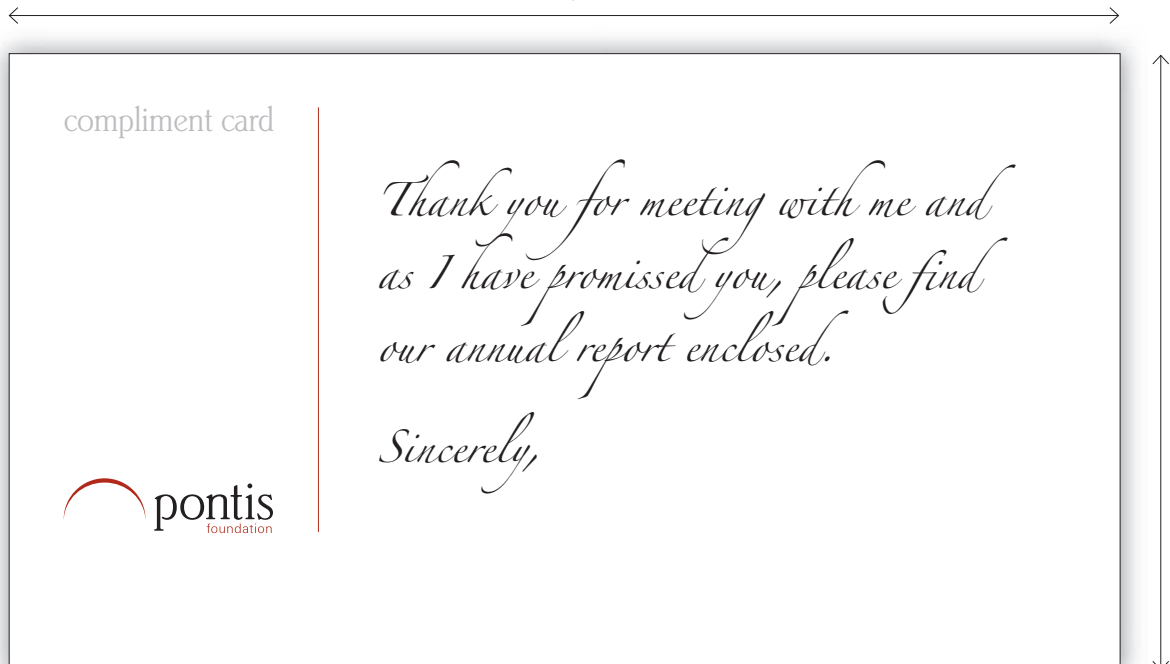 compliment card
Thank you for meeting with me and
as I have promissed you, please find
our annual report enclosed.
Sincerely,
pontis
foundation